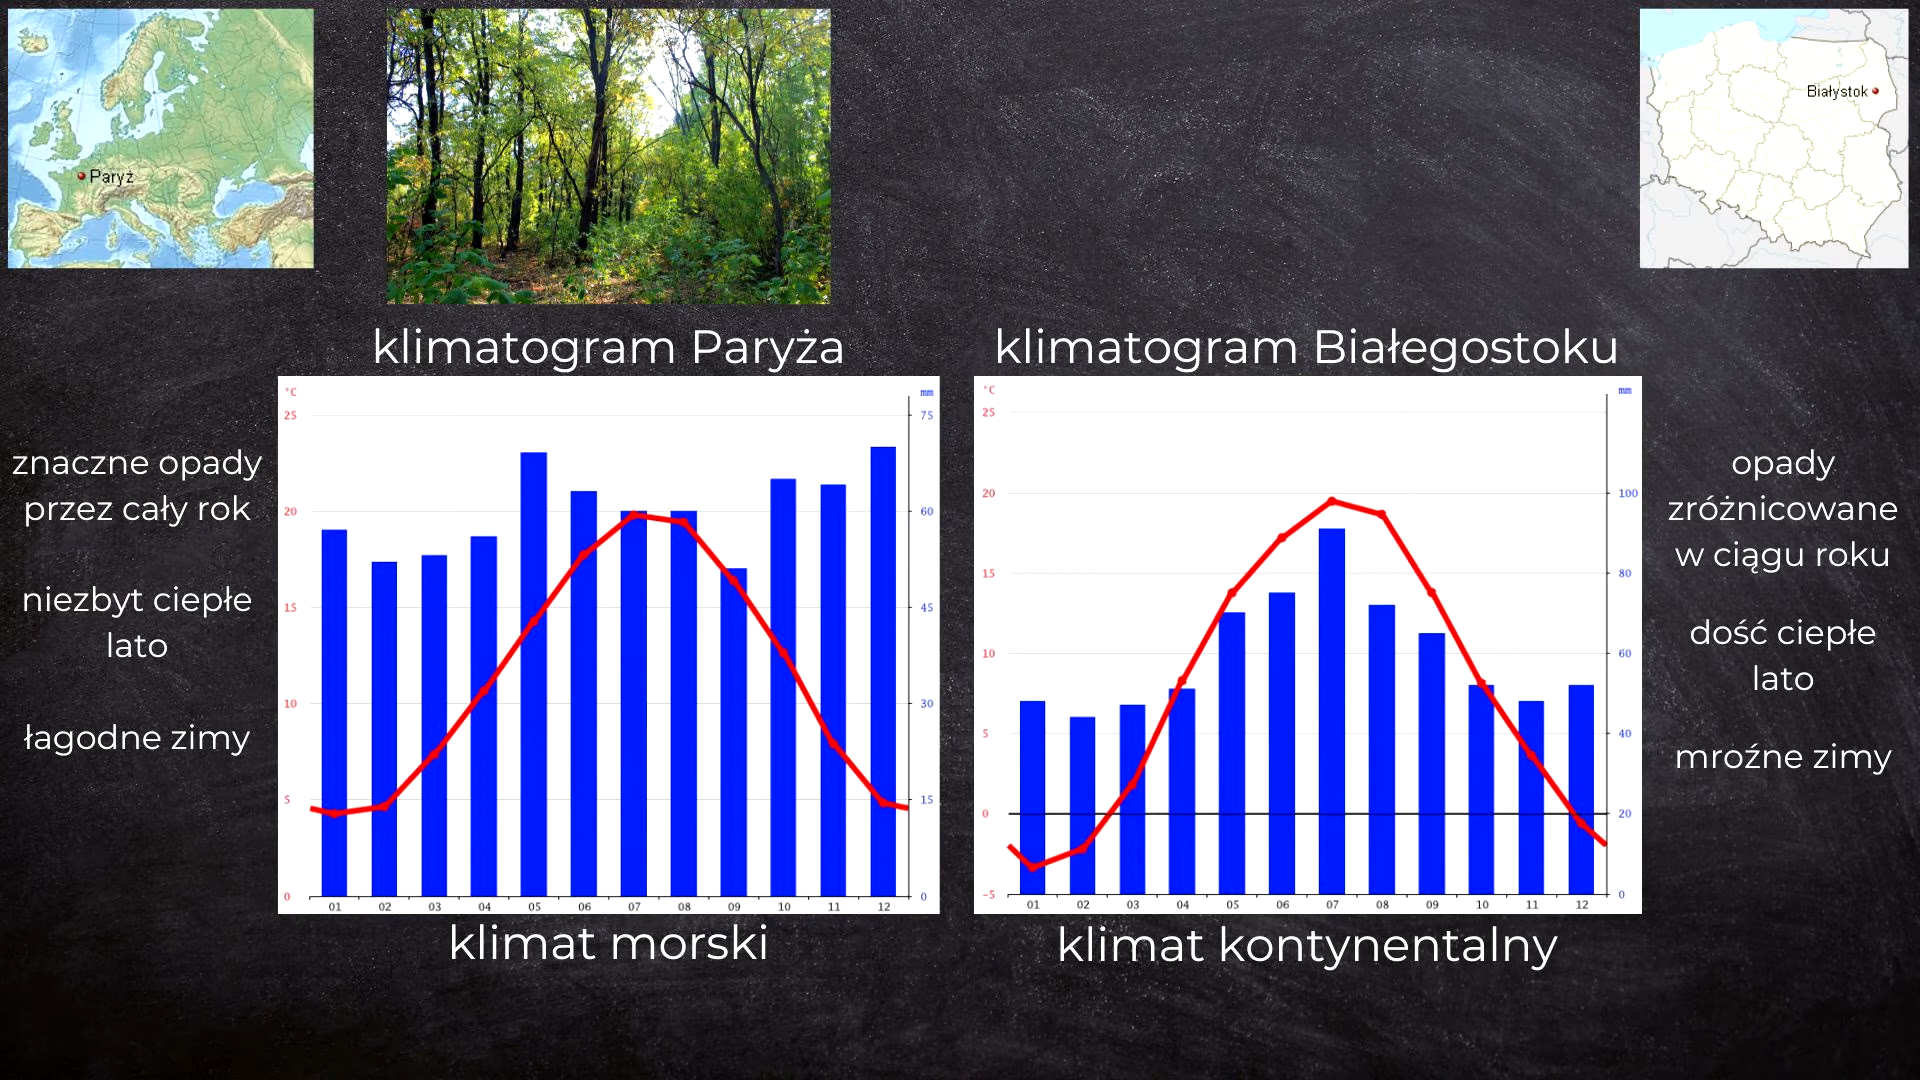 Paryż
Białystok
klimatogram Paryża
klimatogram Białegostoku
znaczne opady
przez cały rok
niezbyt ciepłe
lato
łagodne zimy
°C
mm
25
20
15
10
5
0
75
60
45
30
15
0
01 02 03 04 05 06 07 08 09 10 11 12
°C
mm
25
20
15
10
5
0
-5
100
80
60
40
20
0
01 02 03 04 05 06 07 08 09 10 11 12
opady
zróżnicowane
w ciągu roku
dość ciepłe
lato
mroźne zimy
klimat morski
klimat kontynentalny